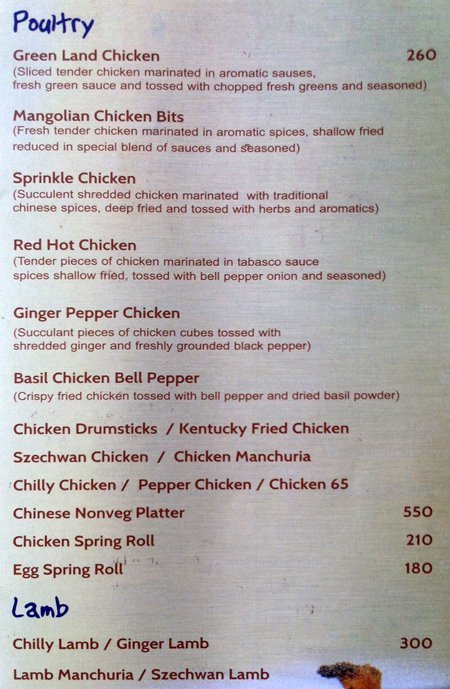 Poultry
Green Land Chicken 260
(Sliced tender chicken marinated in aromatic sauses,
fresh green sauce and tossed with chopped fresh greens and seasoned)
Mangolian Chicken Bits
(Fresh tender chicken marinated in aromatic spices, shallow fried
reduced in special blend of sauces and seasoned)
Sprinkle Chicken
(Succulent shredded chicken marinated with traditional
chinese spices, deep fried and tossed with herbs and aromatics)
Red Hot Chicken
(Tender pieces of chicken marinated in tabasco sauce
spices shallow fried, tossed with bell pepper onion and seasoned)
Ginger Pepper Chicken
(Succulant pieces of chicken cubes tossed with
shredded ginger and freshly grounded black pepper)
Basil Chicken Bell Pepper
(Crispy fried chicken tossed with bell pepper and dried basil powder)
Chicken Drumsticks / Kentucky Fried Chicken
Szechwan Chicken / Chicken Manchuria
Chilly Chicken / Pepper Chicken / Chicken 65
Chinese Nonveg Platter 550
Chicken Spring Roll 210
Egg Spring Roll 180
Lamb
Chilly Lamb / Ginger Lamb 300
Lamb Manchuria / Szechwan Lamb